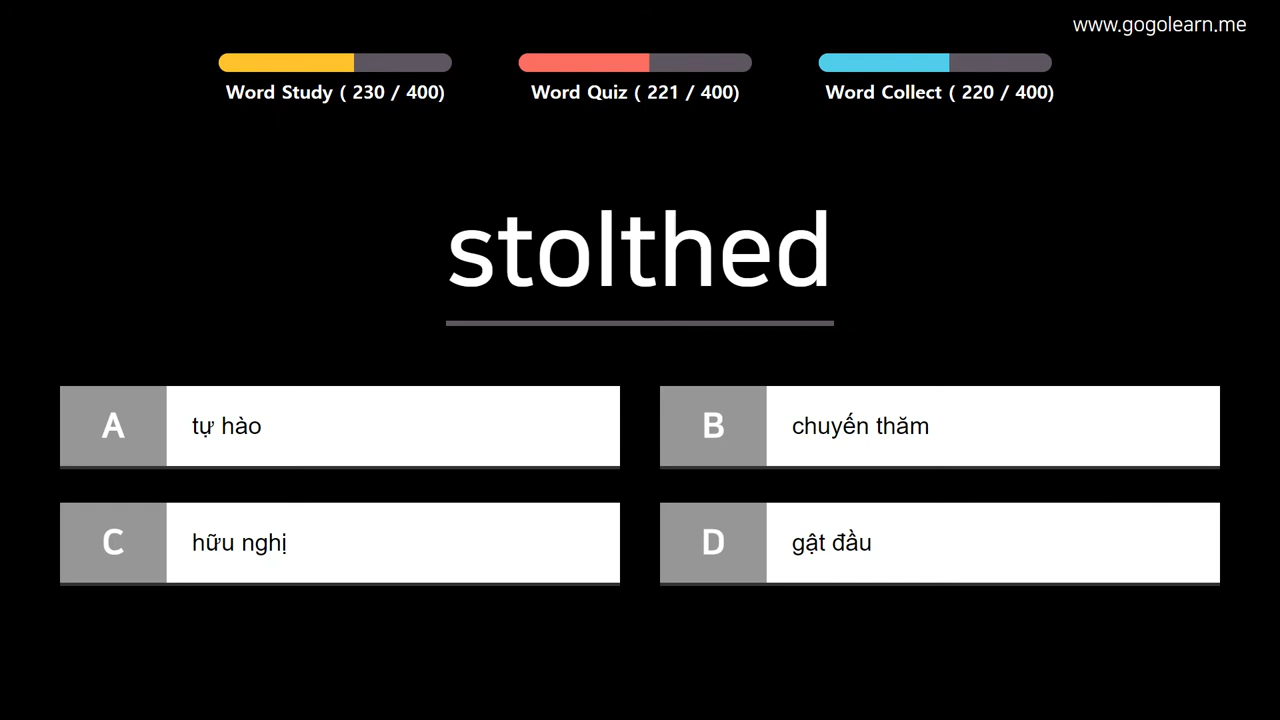 www.gogolearn.me
Word Study ( 230 / 400)
Word Quiz ( 221 / 400)
Word Collect ( 220 / 400)
stolthed
A tự hào
B chuyến thăm
C hữu nghị
D gật đầu